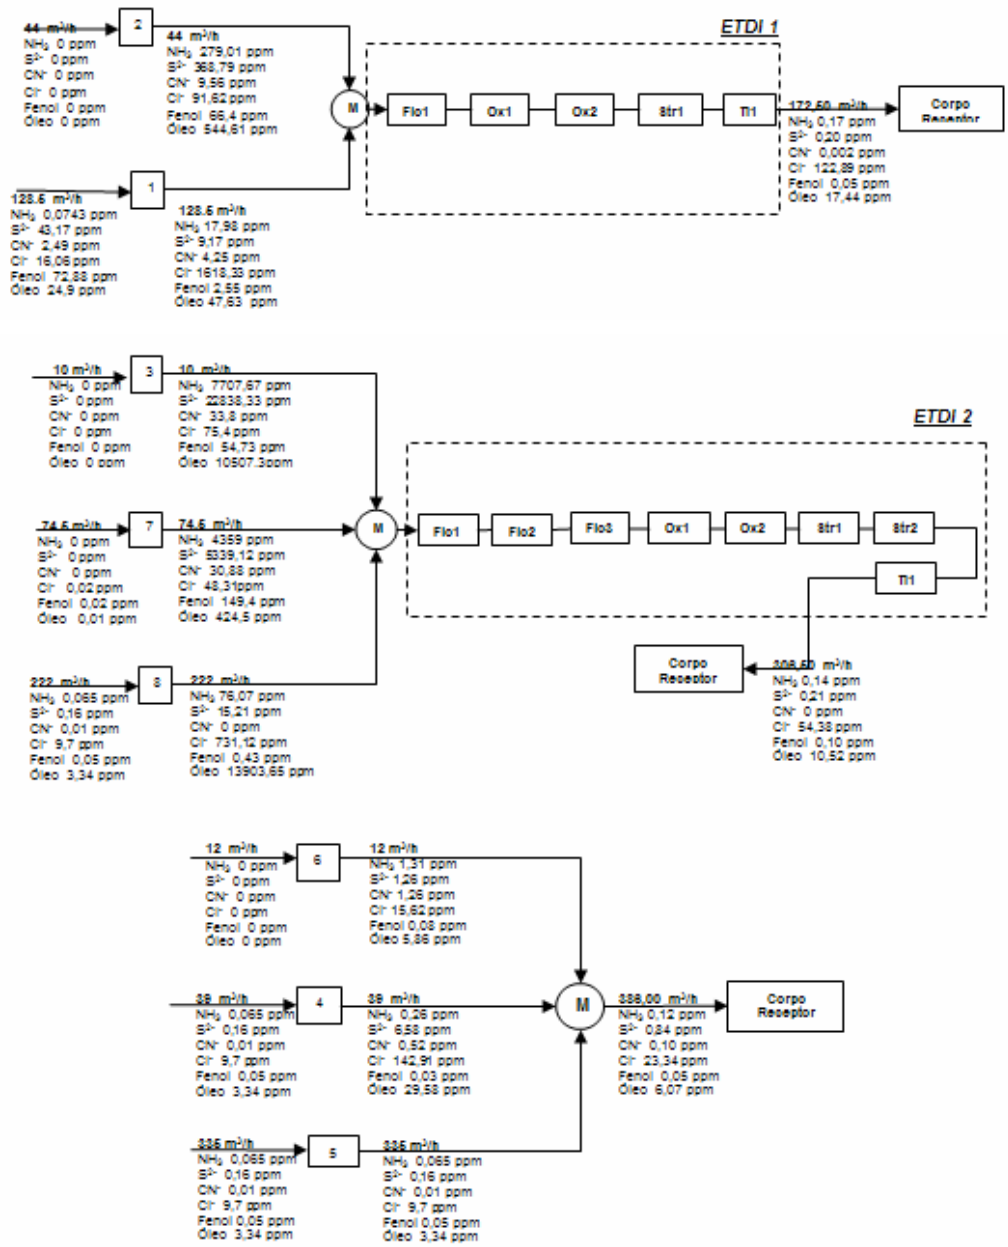 ETDI 1
44 m³/h
NH₃ 0 ppm
S²⁻ 0 ppm
CN⁻ 0 ppm
Cl⁻ 0 ppm
Fenol 0 ppm
Óleo 0 ppm
2
44 m³/h
NH₃ 279,01 ppm
S²⁻ 368,79 ppm
CN⁻ 9,56 ppm
Cl⁻ 91,62 ppm
Fenol 66,4 ppm
Óleo 544,61 ppm
M
Flo1
Ox1
Ox2
Str1
Ti1
172,50 m³/h
NH₃ 0,17 ppm
S²⁻ 0,20 ppm
CN⁻ 0,002 ppm
Cl⁻ 122,89 ppm
Fenol 0,05 ppm
Óleo 17,44 ppm
Corpo
Receptor
128.5 m³/h
NH₃ 0,0743 ppm
S²⁻ 43,17 ppm
CN⁻ 2,49 ppm
Cl⁻ 16,06 ppm
Fenol 72,88 ppm
Óleo 24,9 ppm
1
128.5 m³/h
NH₃ 17,98 ppm
S²⁻ 9,17 ppm
CN⁻ 4,25 ppm
Cl⁻ 1618,33 ppm
Fenol 2,55 ppm
Óleo 47,63 ppm
10 m³/h
NH₃ 0 ppm
S²⁻ 0 ppm
CN⁻ 0 ppm
Cl⁻ 0 ppm
Fenol 0 ppm
Óleo 0 ppm
3
10 m³/h
NH₃ 7707,67 ppm
S²⁻ 22838,33 ppm
CN⁻ 33,8 ppm
Cl⁻ 75,4 ppm
Fenol 54,73 ppm
Óleo 10507.3ppm
ETDI 2
74.5 m³/h
NH₃ 0 ppm
S²⁻ 0 ppm
CN⁻ 0 ppm
Cl⁻ 0,02 ppm
Fenol 0,02 ppm
Óleo 0,01 ppm
7
74.5 m³/h
NH₃ 4359 ppm
S²⁻ 5339,12 ppm
CN⁻ 30,88 ppm
Cl⁻ 48,31ppm
Fenol 149,4 ppm
Óleo 424,5 ppm
M
Flo1
Flo2
Flo3
Ox1
Ox2
Str1
Str2
Ti1
222 m³/h
NH₃ 0,065 ppm
S²⁻ 0,16 ppm
CN⁻ 0,01 ppm
Cl⁻ 9,7 ppm
Fenol 0,05 ppm
Óleo 3,34 ppm
8
222 m³/h
NH₃ 76,07 ppm
S²⁻ 15,21 ppm
CN⁻ 0 ppm
Cl⁻ 731,12 ppm
Fenol 0,43 ppm
Óleo 13903,65 ppm
Corpo
Receptor
306,50 m³/h
NH₃ 0,14 ppm
S²⁻ 0,21 ppm
CN⁻ 0 ppm
Cl⁻ 54,38 ppm
Fenol 0,10 ppm
Óleo 10,52 ppm
12 m³/h
NH₃ 0 ppm
S²⁻ 0 ppm
CN⁻ 0 ppm
Cl⁻ 0 ppm
Fenol 0 ppm
Óleo 0 ppm
6
12 m³/h
NH₃ 1,31 ppm
S²⁻ 1,26 ppm
CN⁻ 1,26 ppm
Cl⁻ 15,62 ppm
Fenol 0,08 ppm
Óleo 5,86 ppm
39 m³/h
NH₃ 0,065 ppm
S²⁻ 0,16 ppm
CN⁻ 0,01 ppm
Cl⁻ 9,7 ppm
Fenol 0,05 ppm
Óleo 3,34 ppm
4
39 m³/h
NH₃ 0,26 ppm
S²⁻ 6,58 ppm
CN⁻ 0,52 ppm
Cl⁻ 142,91 ppm
Fenol 0,03 ppm
Óleo 29,58 ppm
M
386,00 m³/h
NH₃ 0,12 ppm
S²⁻ 0,84 ppm
CN⁻ 0,10 ppm
Cl⁻ 23,34 ppm
Fenol 0,05 ppm
Óleo 6,07 ppm
Corpo
Receptor
335 m³/h
NH₃ 0,065 ppm
S²⁻ 0,16 ppm
CN⁻ 0,01 ppm
Cl⁻ 9,7 ppm
Fenol 0,05 ppm
Óleo 3,34 ppm
5
335 m³/h
NH₃ 0,065 ppm
S²⁻ 0,16 ppm
CN⁻ 0,01 ppm
Cl⁻ 9,7 ppm
Fenol 0,05 ppm
Óleo 3,34 ppm